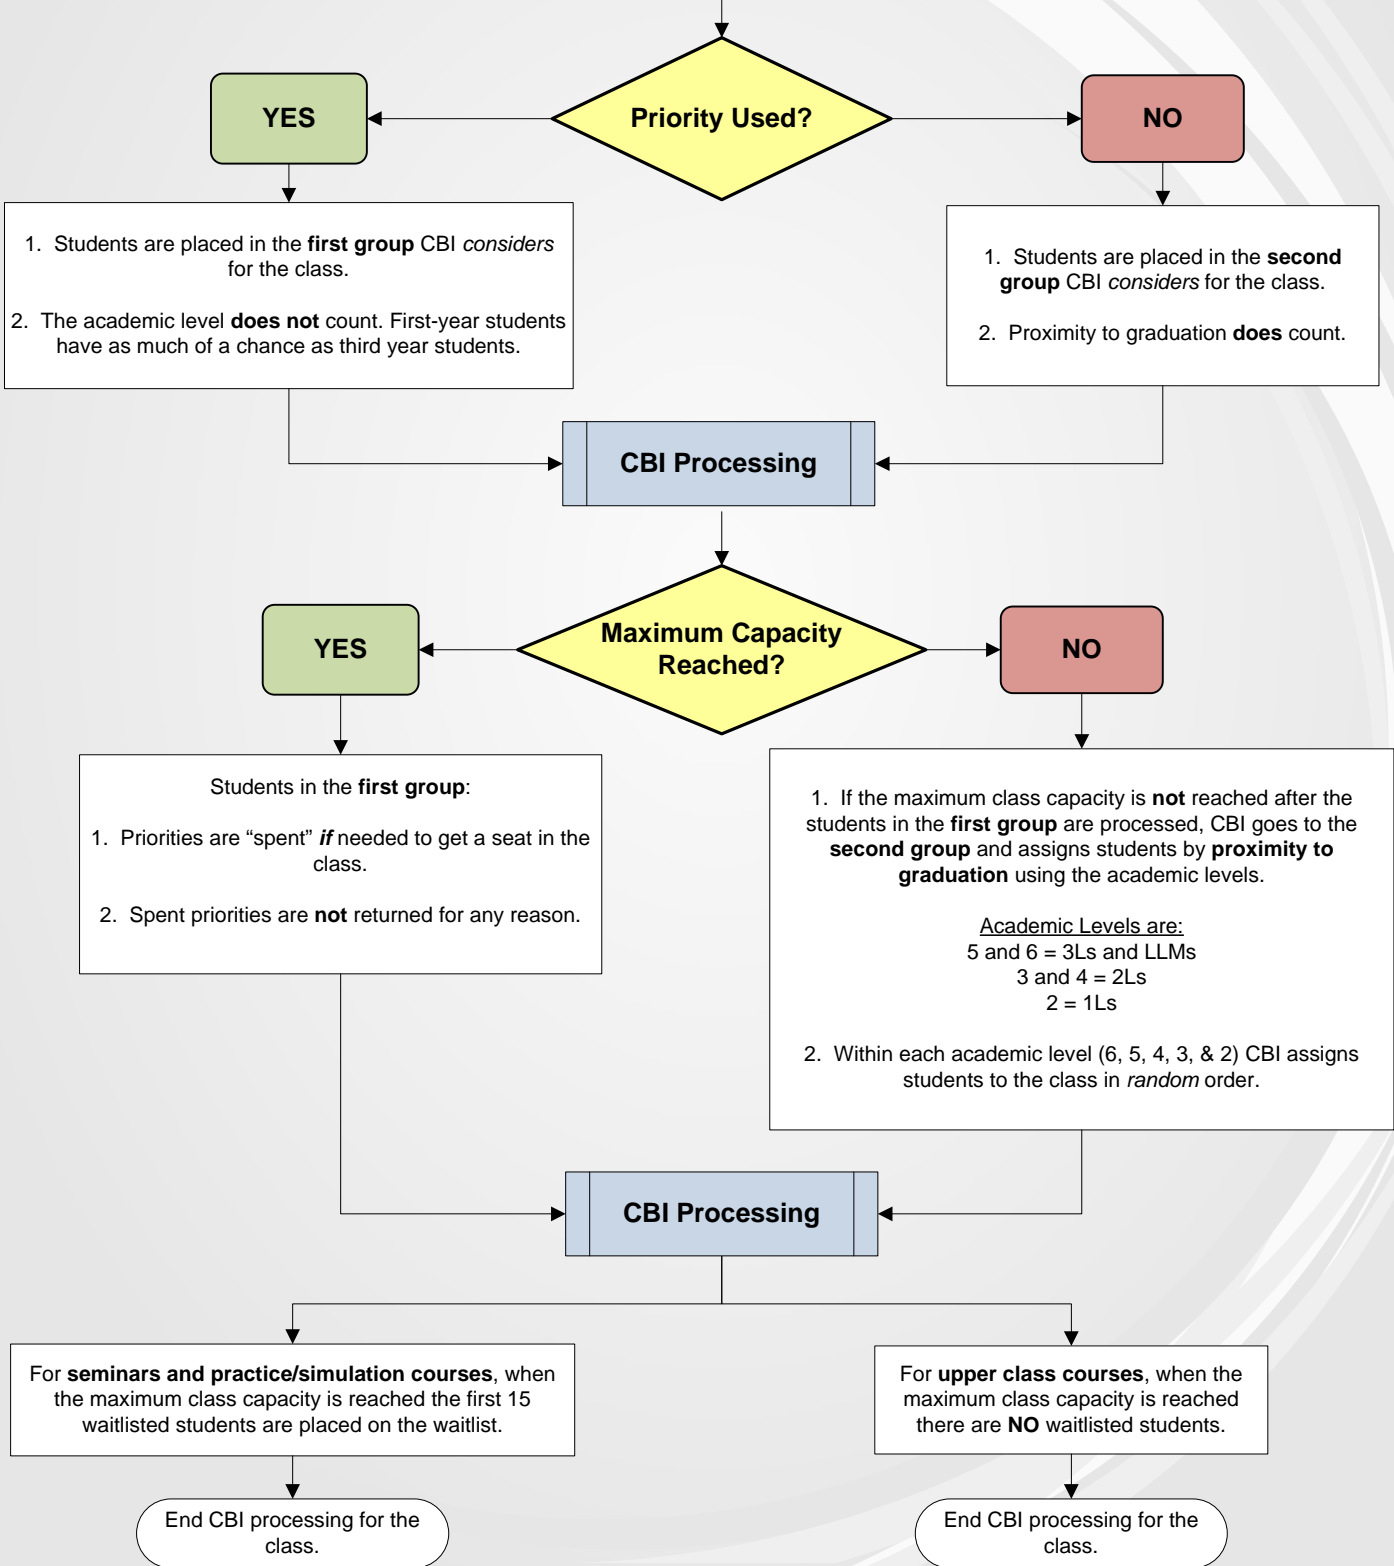 Priority Used?
YES
NO
1. Students are placed in the first group CBI considers
for the class.
2. The academic level does not count. First-year students
have as much of a chance as third year students.
1. Students are placed in the second
group CBI considers for the class.
2. Proximity to graduation does count.
CBI Processing
Maximum Capacity
Reached?
YES
NO
Students in the first group:
1. Priorities are “spent” if needed to get a seat in the
class.
2. Spent priorities are not returned for any reason.
1. If the maximum class capacity is not reached after the
students in the first group are processed, CBI goes to the
second group and assigns students by proximity to
graduation using the academic levels.
Academic Levels are:
5 and 6 = 3Ls and LLMs
3 and 4 = 2Ls
2 = 1Ls
2. Within each academic level (6, 5, 4, 3, & 2) CBI assigns
students to the class in random order.
CBI Processing
For seminars and practice/simulation courses, when
the maximum class capacity is reached the first 15
waitlisted students are placed on the waitlist.
For upper class courses, when the
maximum class capacity is reached
there are NO waitlisted students.
End CBI processing for the
class.
End CBI processing for the
class.